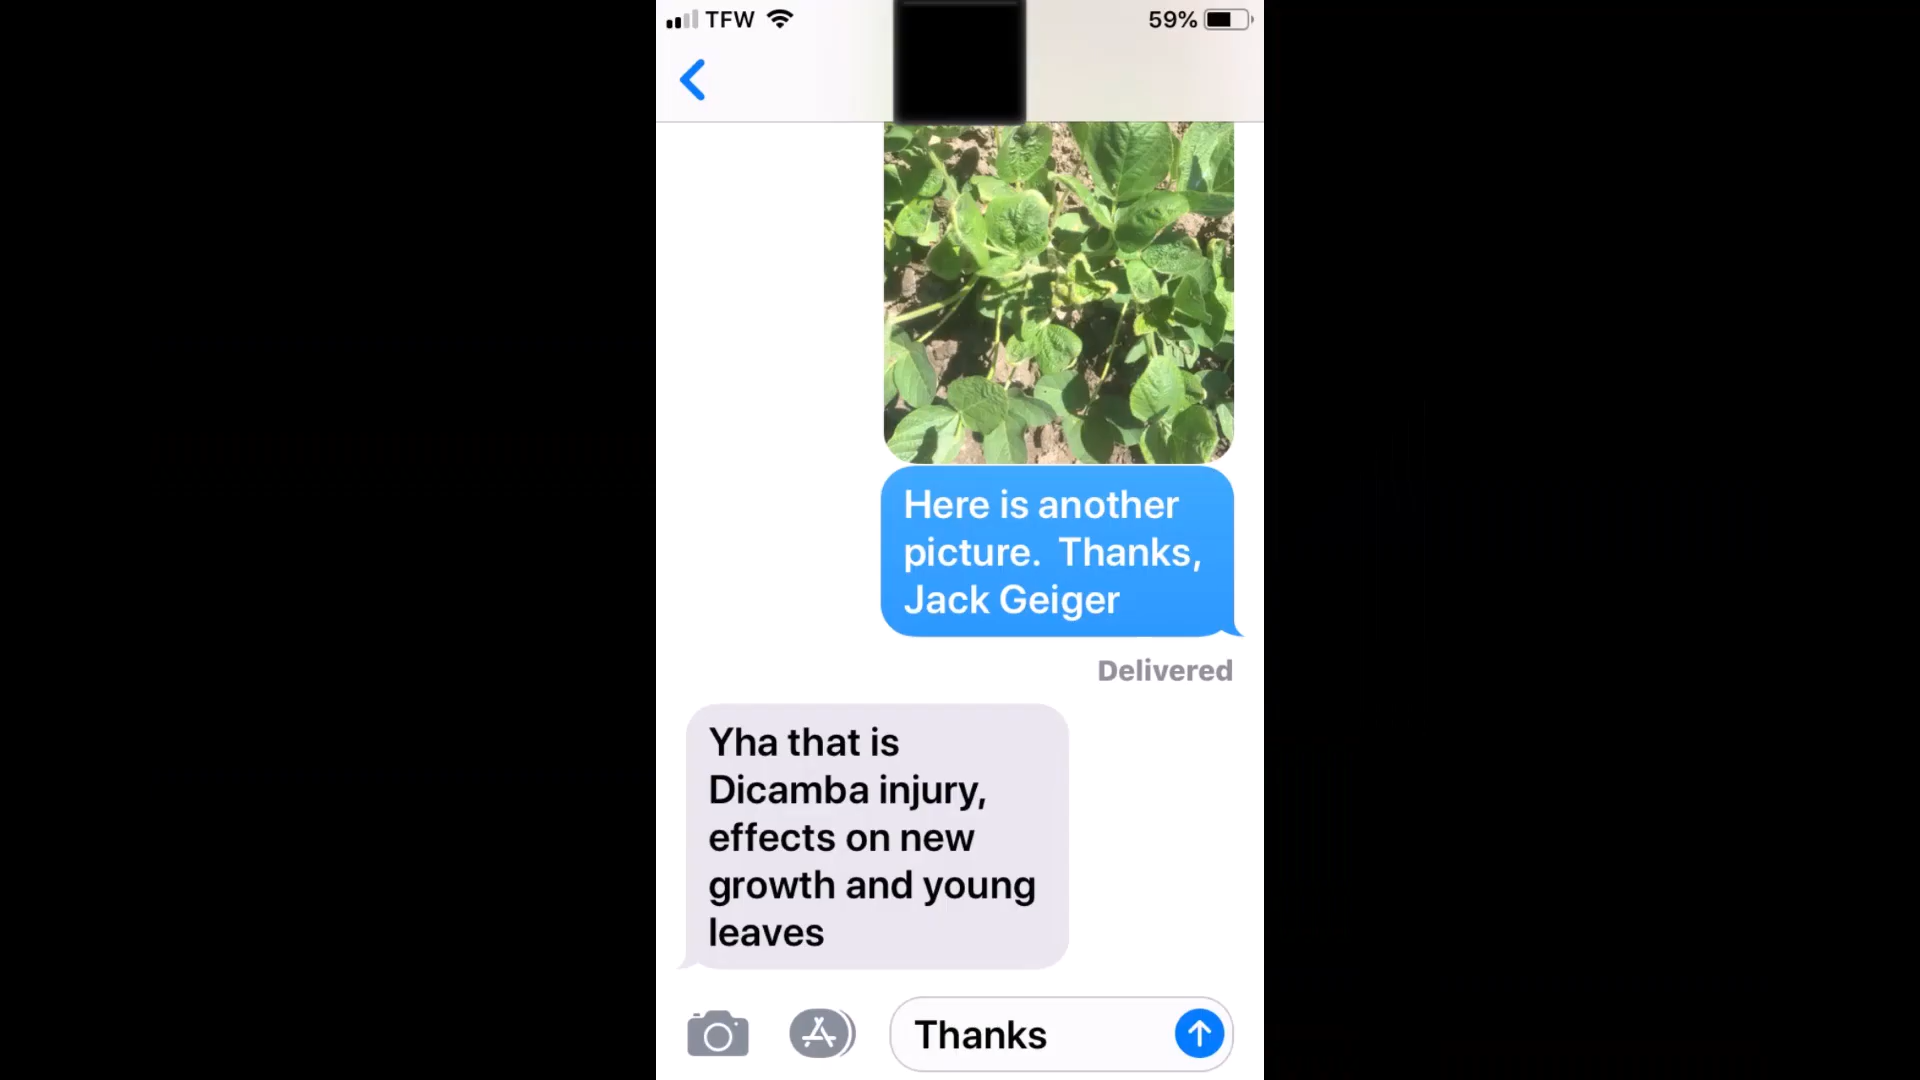 TFW 59%
Here is another
picture. Thanks,
Jack Geiger
Delivered
Yha that is
Dicamba injury,
effects on new
growth and young
leaves
Thanks